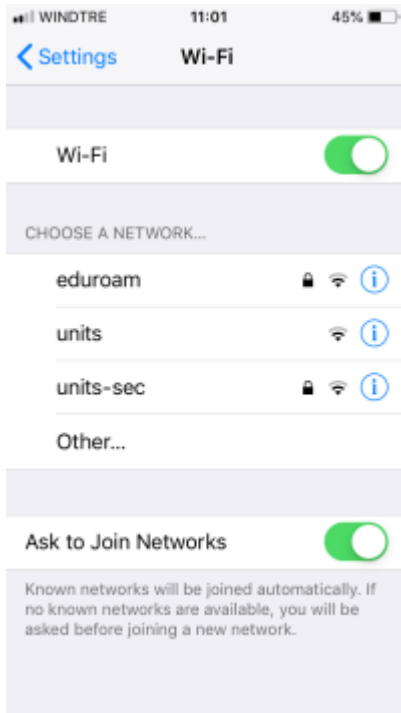 WINDTRE 11:01 45%
Settings Wi-Fi
Wi-Fi
CHOOSE A NETWORK...
eduroam
units
units-sec
Other...
Ask to Join Networks
Known networks will be joined automatically. If
no known networks are available, you will be
asked before joining a new network.